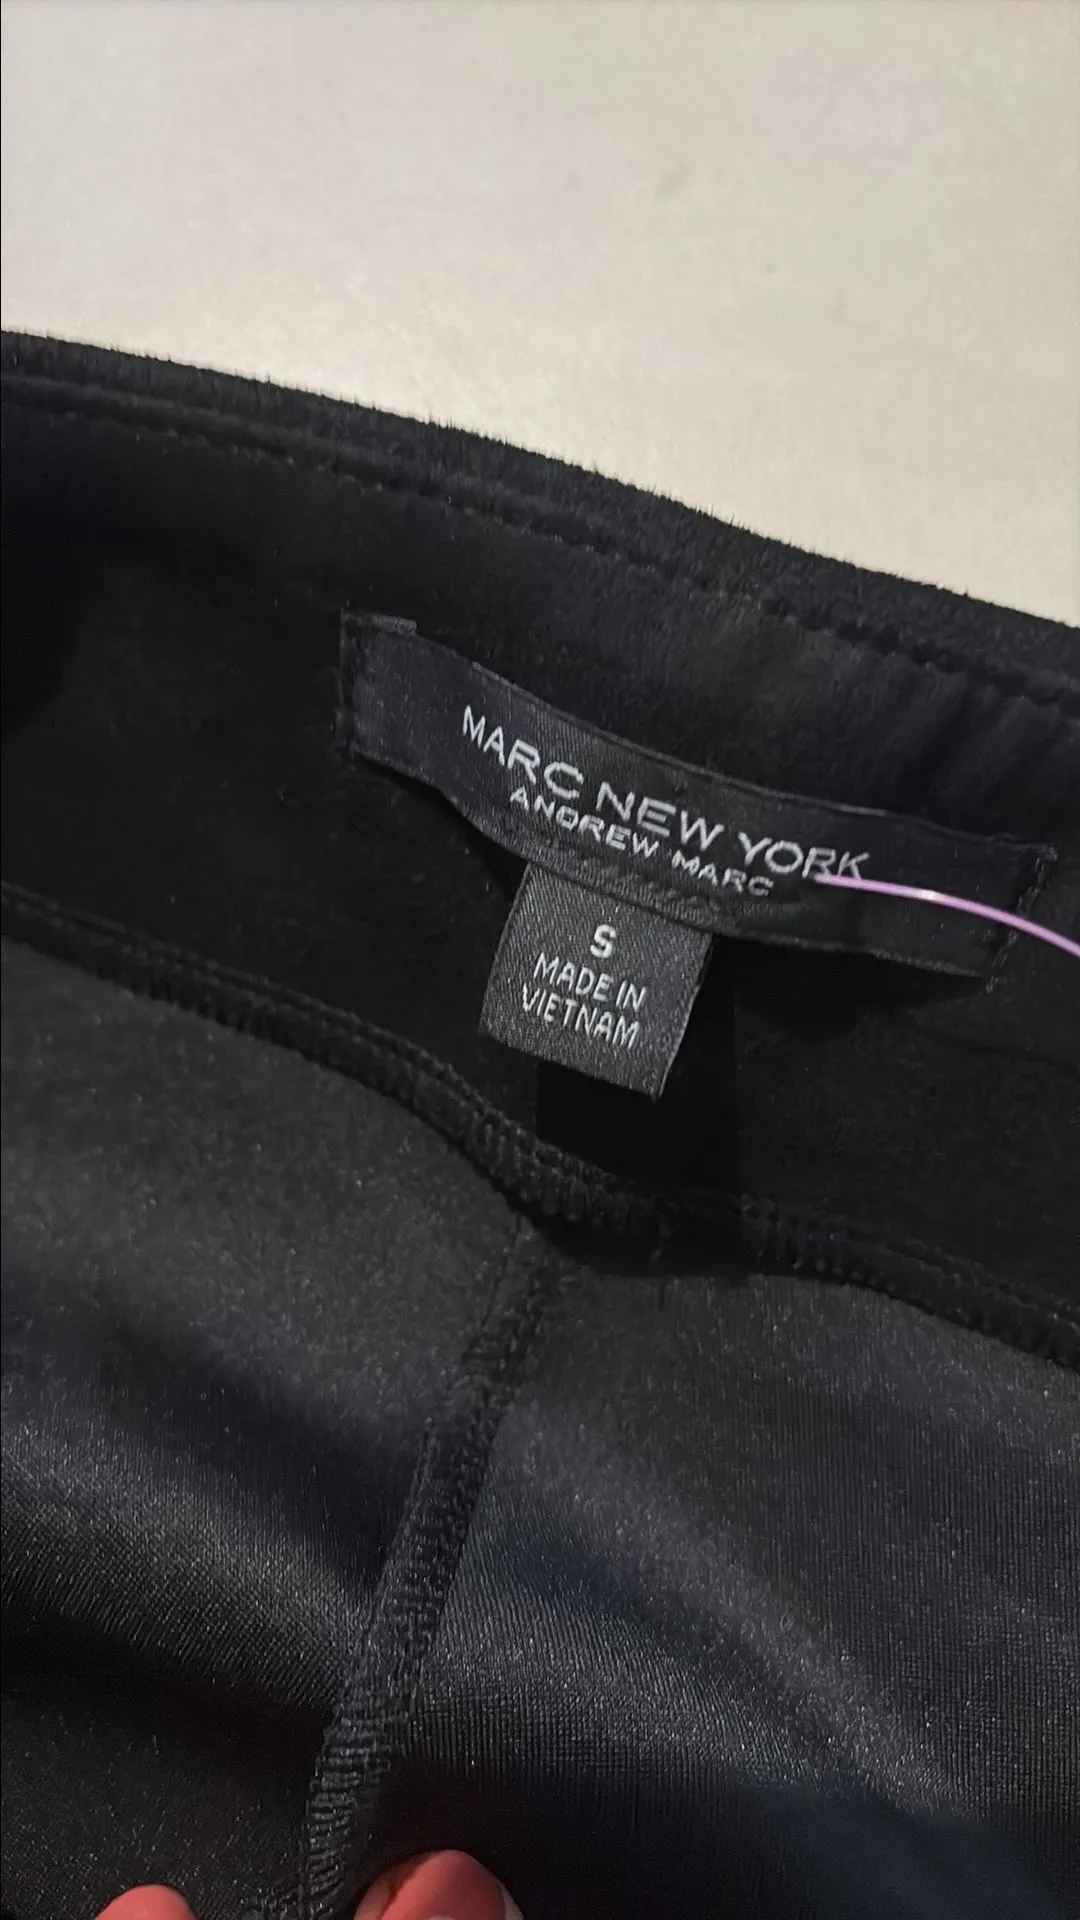 MARC NEW YORK
ANDREW MARC
S
MADE IN
VIETNAM